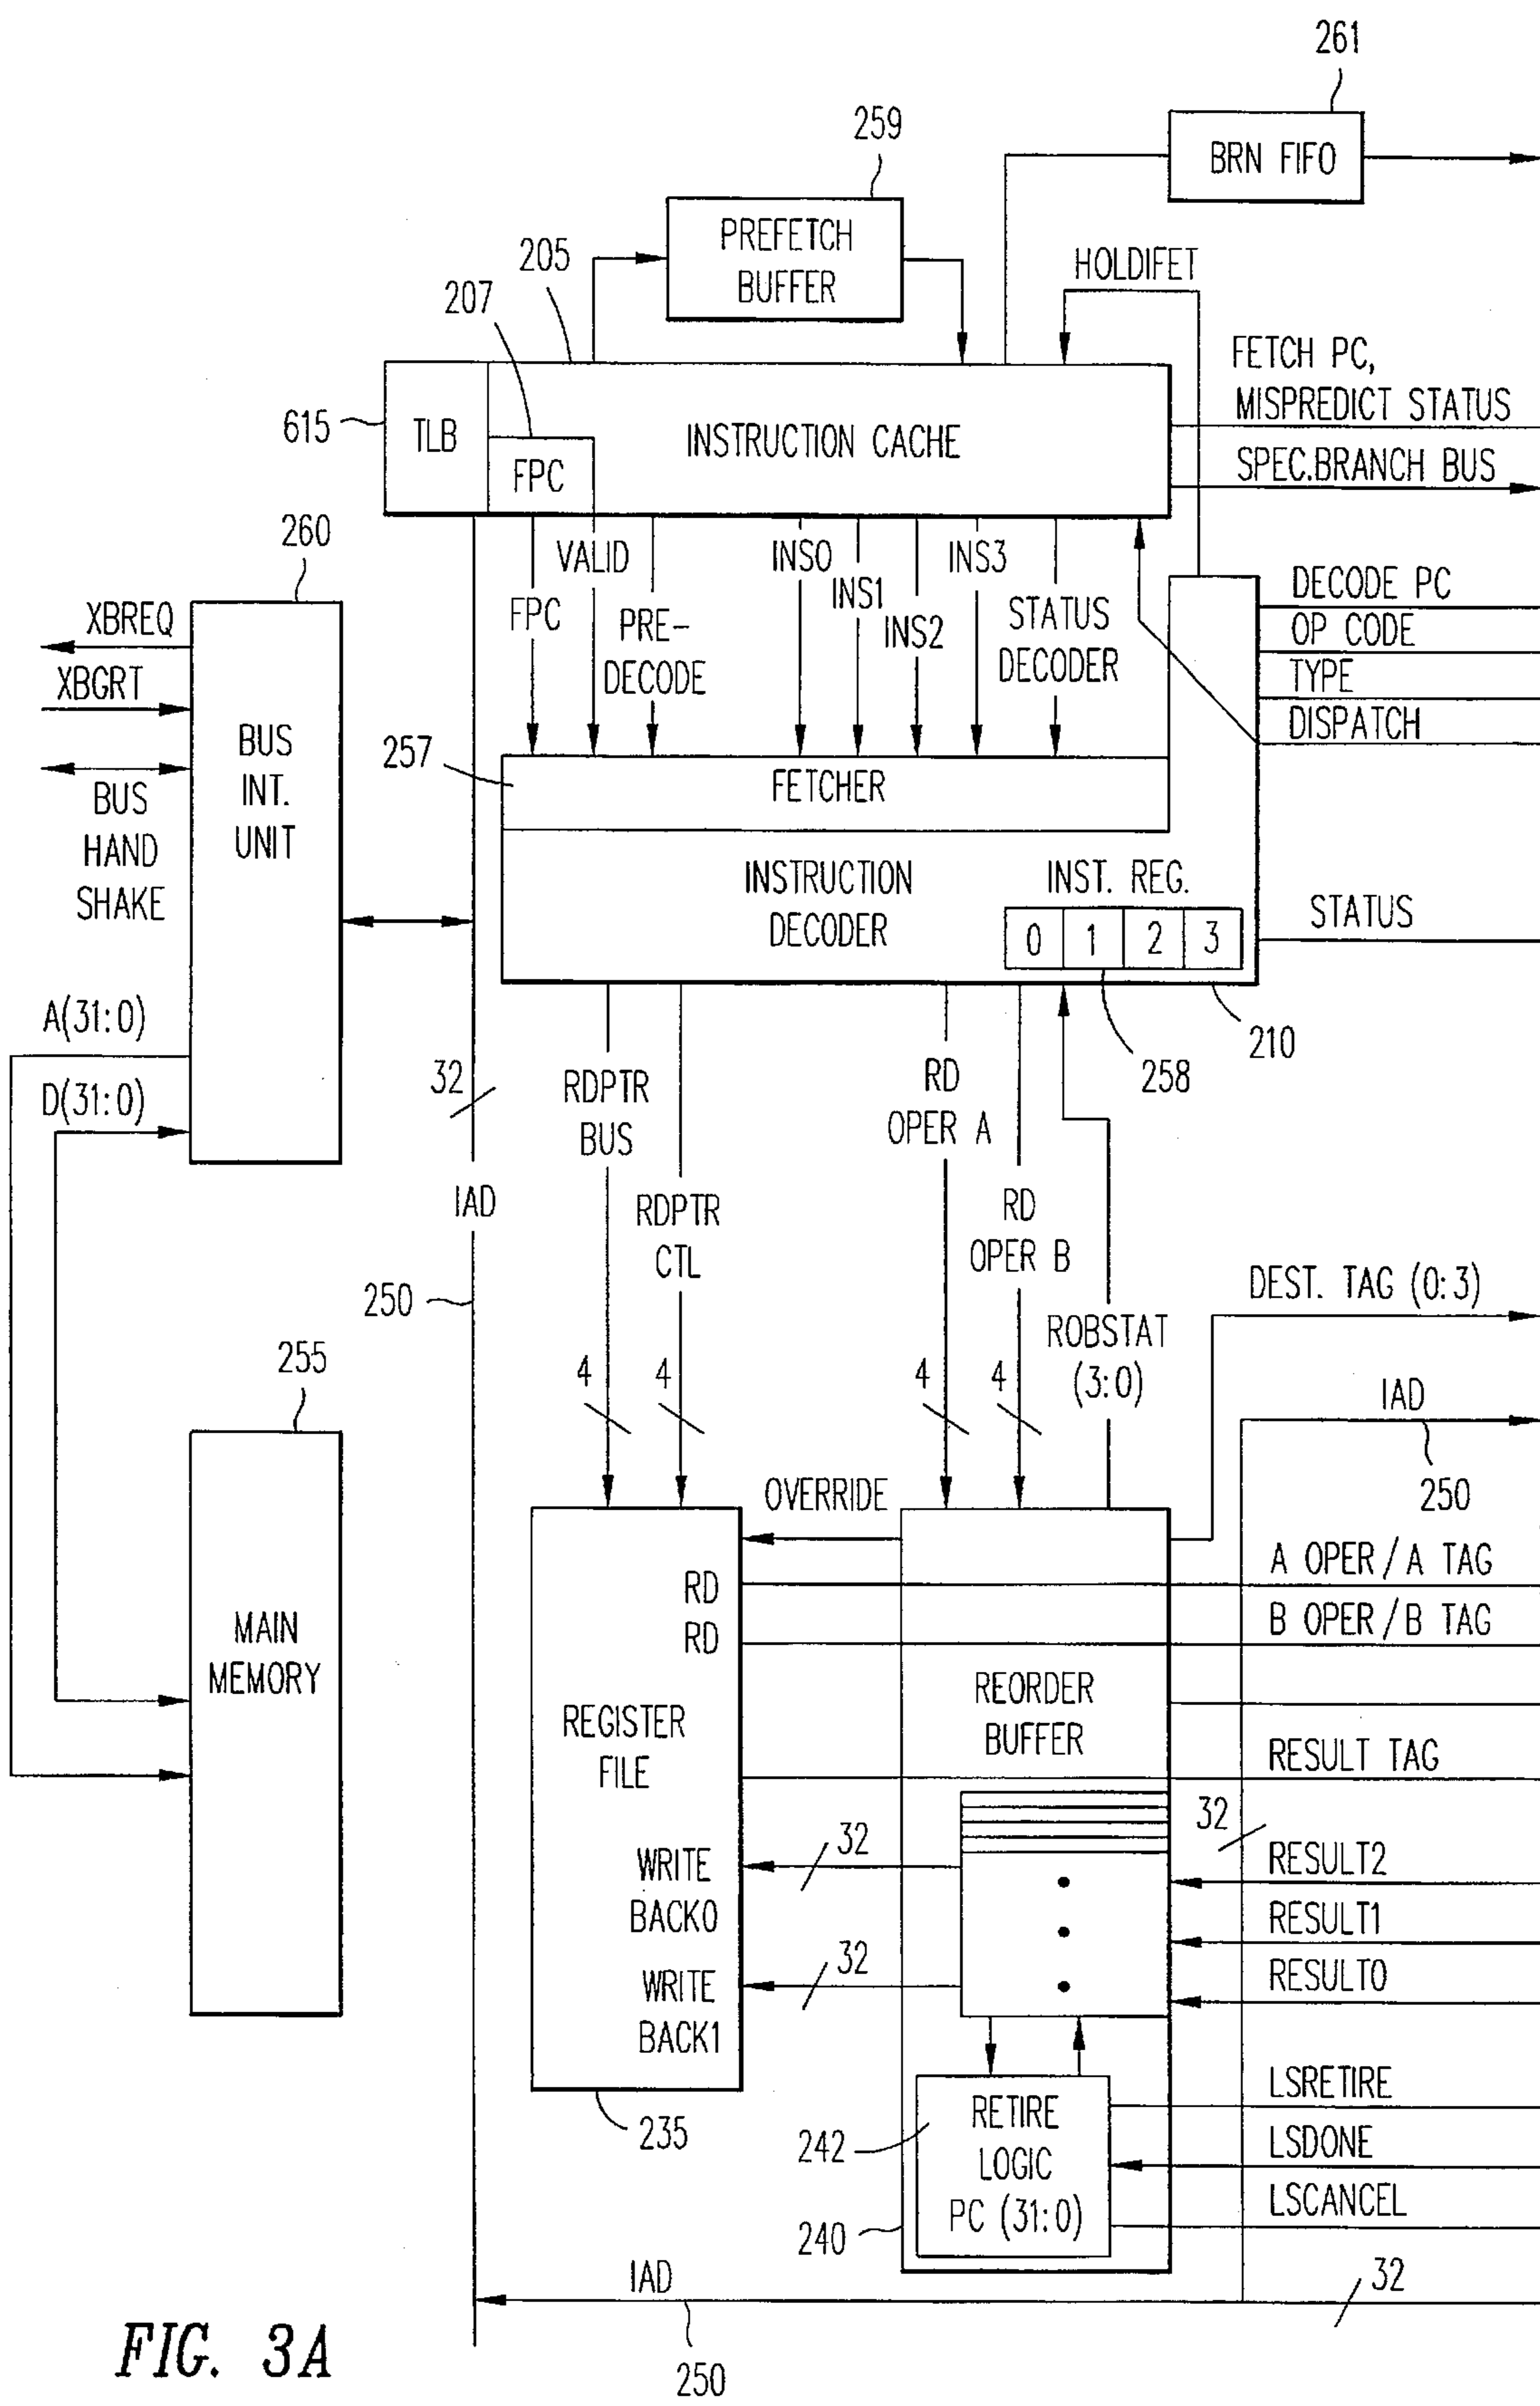 261
BRN FIFO
259
PREFETCH
BUFFER
205
207
HOLDIFET
FETCH PC,
MISPREDICT STATUS
SPEC.BRANCH BUS
615
TLB
FPC
INSTRUCTION CACHE
260
XBREQ
XBGRT
BUS
HAND
SHAKE
BUS
INT.
UNIT
FPC
VALID
PRE-
DECODE
INS0
INS1
INS2
INS3
STATUS
DECODER
DECODE PC
OP CODE
TYPE
DISPATCH
257
FETCHER
INSTRUCTION
DECODER
INST. REG.
0 1 2 3
STATUS
210
258
A(31:0)
D(31:0)
32
IAD
250
RDPTR
BUS
RDPTR
CTL
RD
OPER A
RD
OPER B
ROBSTAT
(3:0)
4
4
4
4
DEST. TAG (0:3)
IAD
250
255
MAIN
MEMORY
OVERRIDE
RD
RD
REGISTER
FILE
WRITE
BACK0
WRITE
BACK1
235
32
32
REORDER
BUFFER
A OPER/A TAG
B OPER/B TAG
RESULT TAG
32
RESULT2
RESULT1
RESULT0
242
RETIRE
LOGIC
PC (31:0)
240
LSRETIRE
LSDONE
LSCANCEL
IAD
250
32
FIG. 3A